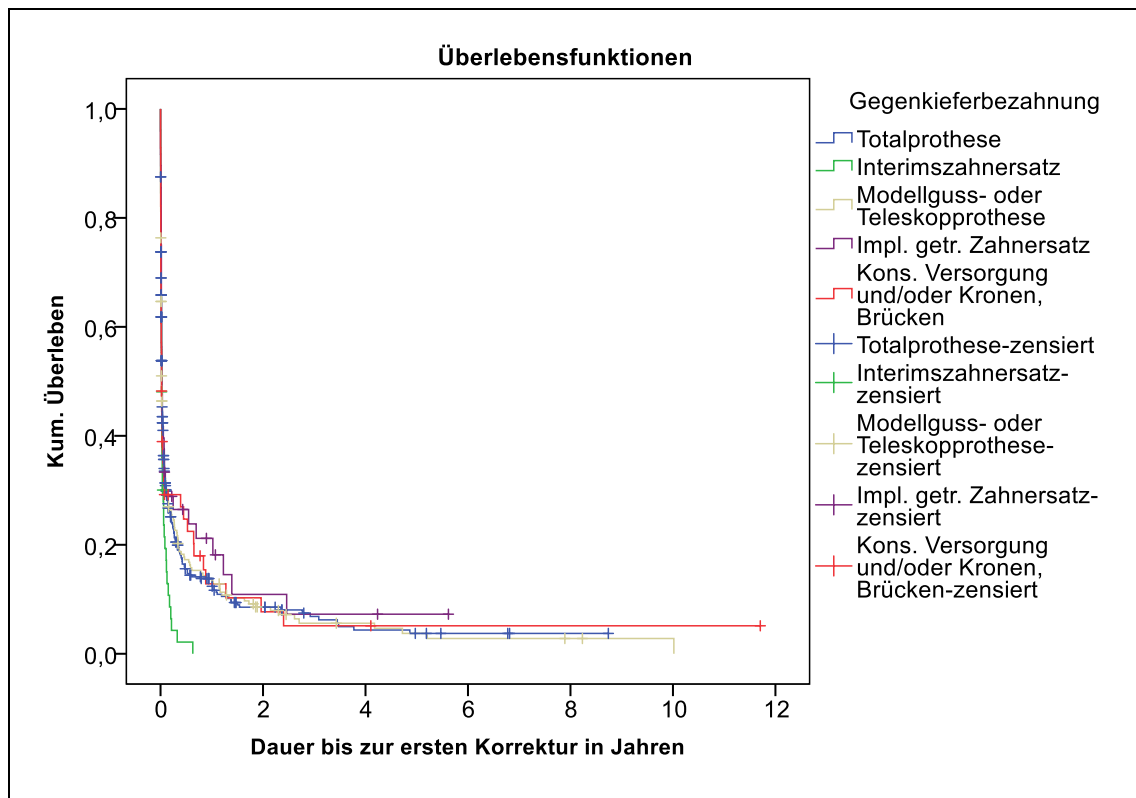 Überlebensfunktionen
Kum. Überleben
1,0
0,8
0,6
0,4
0,2
0,0
0 2 4 6 8 10 12
Dauer bis zur ersten Korrektur in Jahren
Gegenkieferbezahnung
Totalprothese
Interimszahnersatz
Modellguss- oder
Teleskopprothese
Impl. getr. Zahnersatz
Kons. Versorgung
und/oder Kronen,
Brücken
Totalprothese-zensiert
Interimszahnersatz-
zensiert
Modellguss- oder
Teleskopprothese-
zensiert
Impl. getr. Zahnersatz-
zensiert
Kons. Versorgung
und/oder Kronen,
Brücken-zensiert